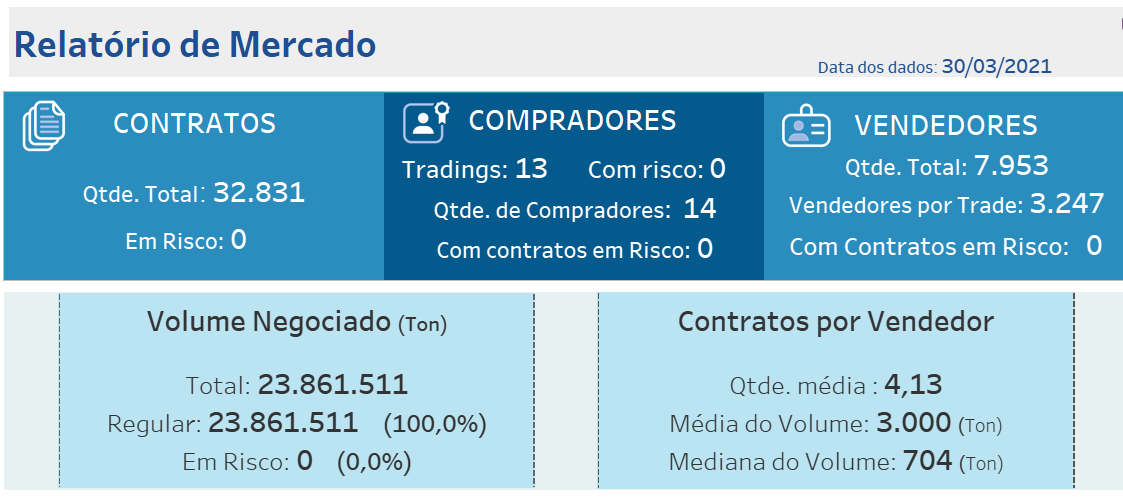 Relatório de Mercado
Data dos dados: 30/03/2021
CONTRATOS
Qtde. Total: 32.831
Em Risco: 0
COMPRADORES
Tradings: 13 Com risco: 0
Qtde. de Compradores: 14
Com contratos em Risco: 0
VENDEDORES
Qtde. Total: 7.953
Vendedores por Trade: 3.247
Com Contratos em Risco: 0
Volume Negociado (Ton)
Total: 23.861.511
Regular: 23.861.511 (100,0%)
Em Risco: 0 (0,0%)
Contratos por Vendedor
Qtde. média : 4,13
Média do Volume: 3.000 (Ton)
Mediana do Volume: 704 (Ton)